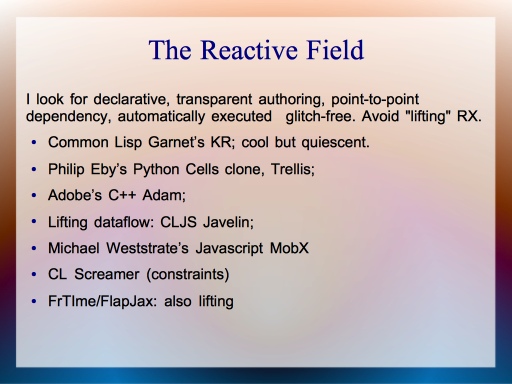 The Reactive Field
I look for declarative, transparent authoring, point-to-point
dependency, automatically executed  glitch-free. Avoid "lifting" RX.
• Common Lisp Garnet's KR; cool but quiescent.
• Philip Eby's Python Cells clone, Trellis;
• Adobe's C++ Adam;
• Lifting dataflow: CLJS Javelin;
• Michael Weststrate's Javascript MobX
• CL Screamer (constraints)
• FrTIme/FlapJax: also lifting